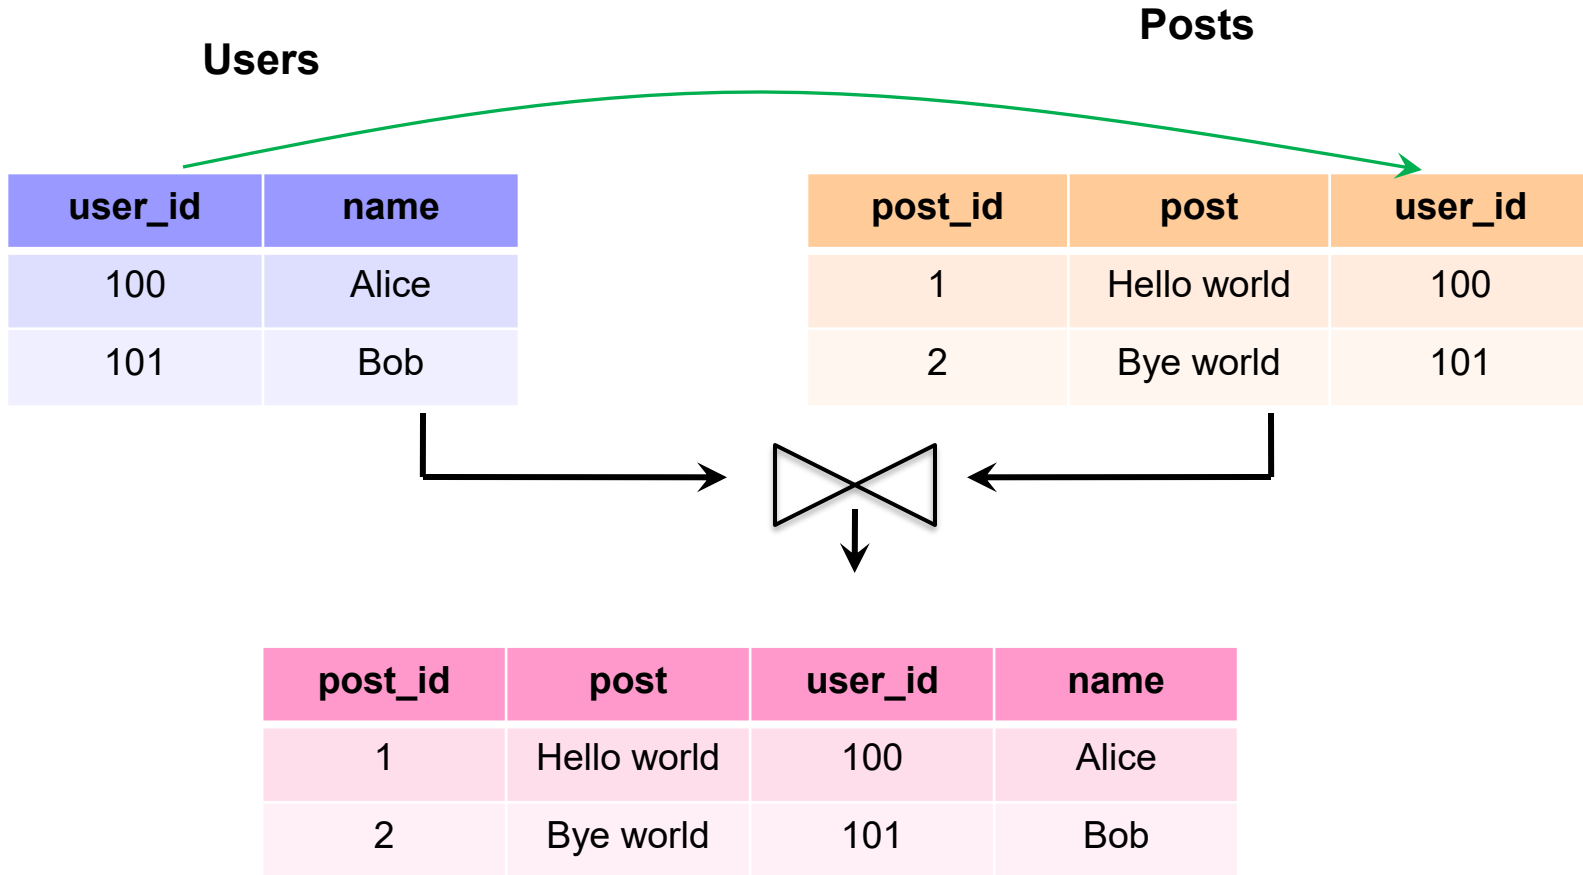 Users
Posts
user_id name
100 Alice
101 Bob
post_id post user_id
1 Hello world 100
2 Bye world 101
post_id post user_id name
1 Hello world 100 Alice
2 Bye world 101 Bob